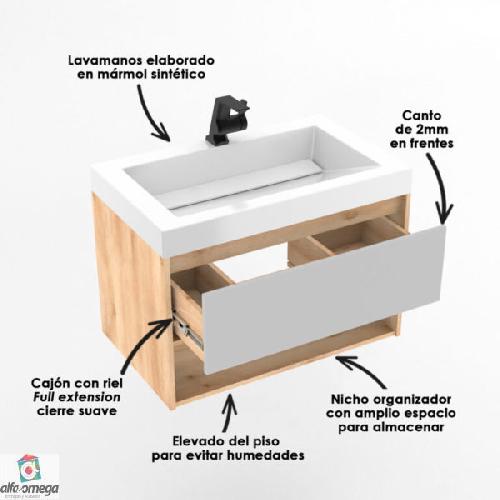 Lavamanos elaborado
en mármol sintético
Canto
de 2mm
en frentes
Cajón con riel
Full extension
cierre suave
Nicho organizador
con amplio espacio
para almacenar
Elevado del piso
para evitar humedades
alfa y omega